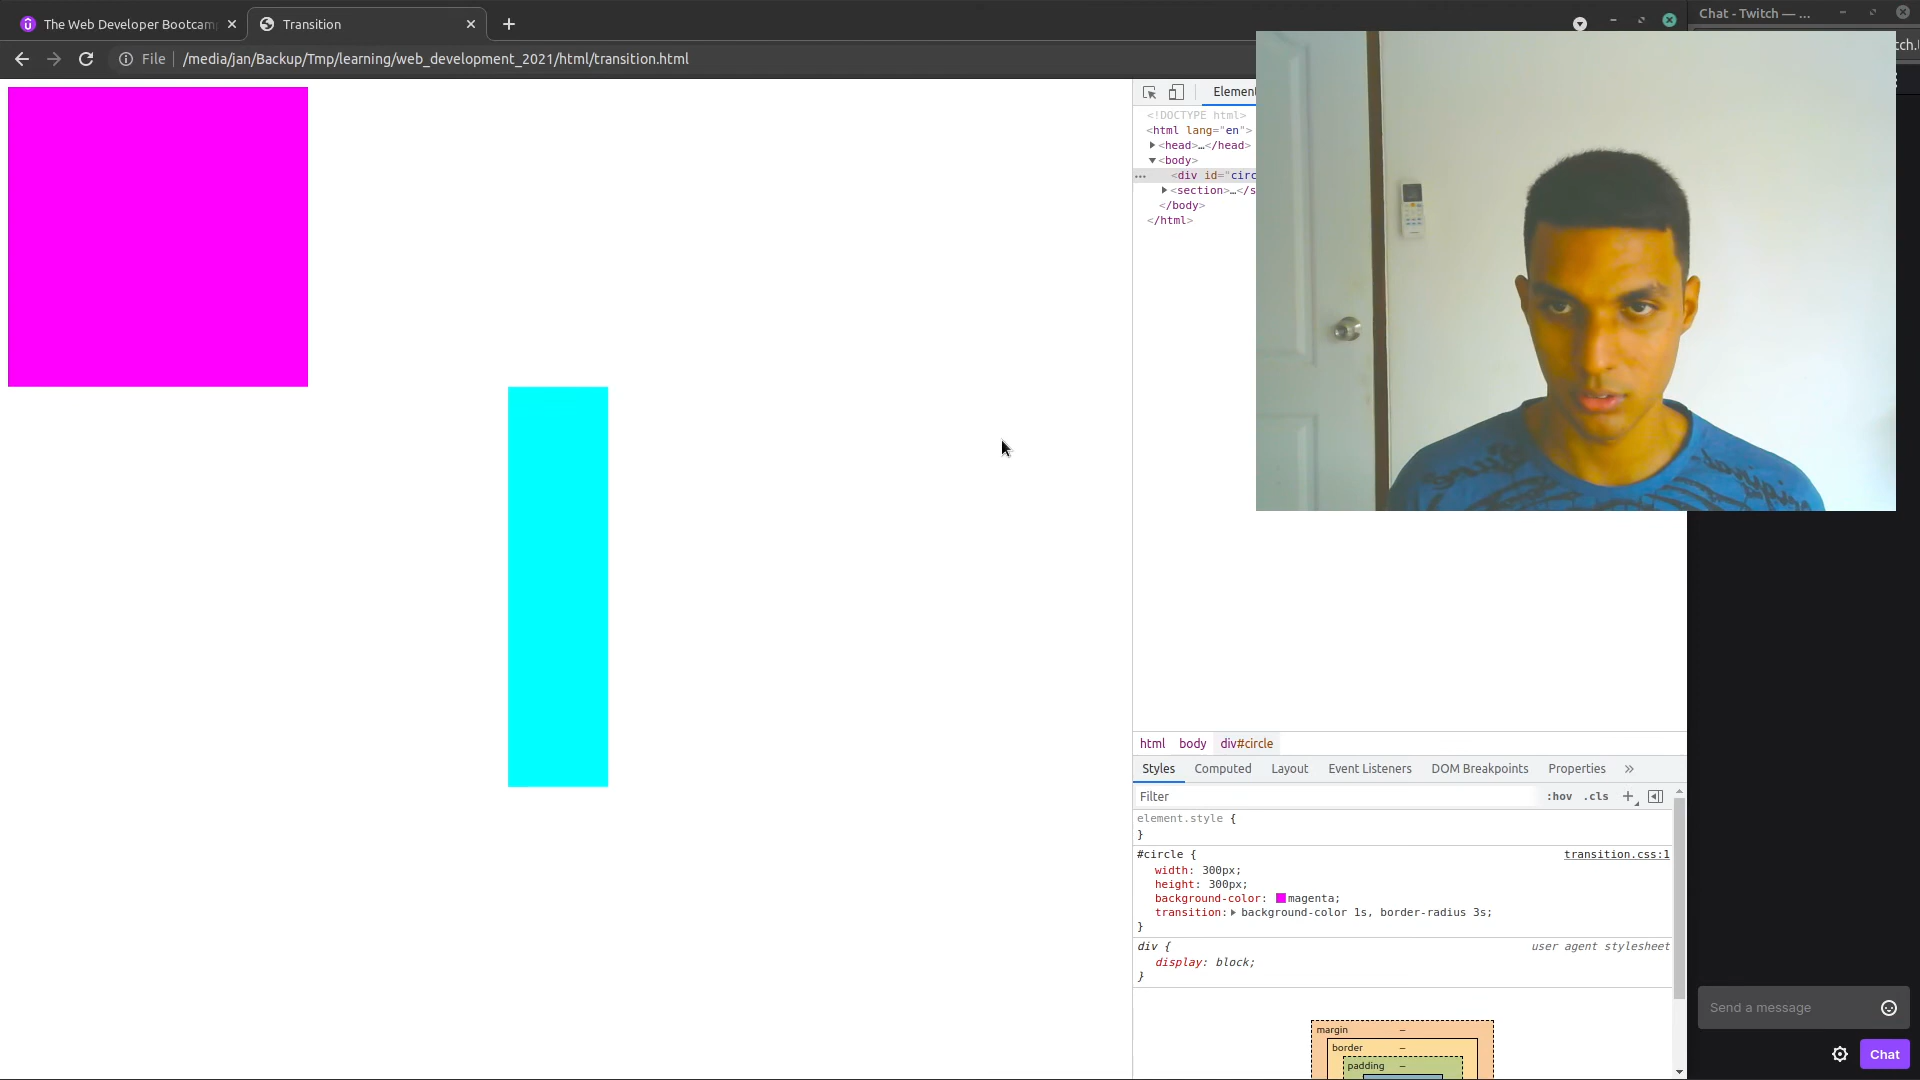 The Web Developer Bootcam
Transition
Chat - Twitch — ...
File
/media/jan/Backup/Tmp/learning/web_development_2021/html/transition.html
tch.
Element
<!DOCTYPE html>
<html lang="en">
<head>…</head>
<body>
<div id="circ
<section>…</s
</body>
</html>
html body div#circle
Styles Computed Layout Event Listeners DOM Breakpoints Properties »
Filter :hov .cls +
element.style {
}
#circle { transition.css:1
width: 300px;
height: 300px;
background-color: magenta;
transition: background-color 1s, border-radius 3s;
}
div { user agent stylesheet
display: block;
}
margin –
border –
padding –
Send a message
Chat